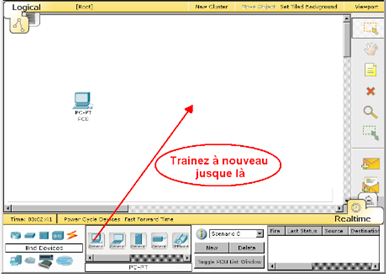 Logical
[Root]
New Cluster
Move Object
Set Tiled Background
Viewport
PC-PT
PC0
Trainez à nouveau
jusque là
Realtime
Time: 00:02:41
Power Cycle Devices
Fast Forward Time
End Devices
PC-PT
Scenario 0
New
Delete
Toggle PDU List Window
Fire
Last Status
Source
Destination